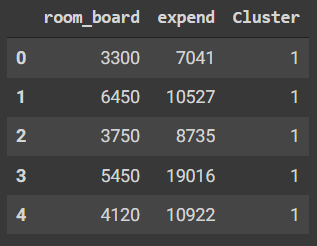 room_board expend Cluster
0 3300 7041 1
1 6450 10527 1
2 3750 8735 1
3 5450 19016 1
4 4120 10922 1